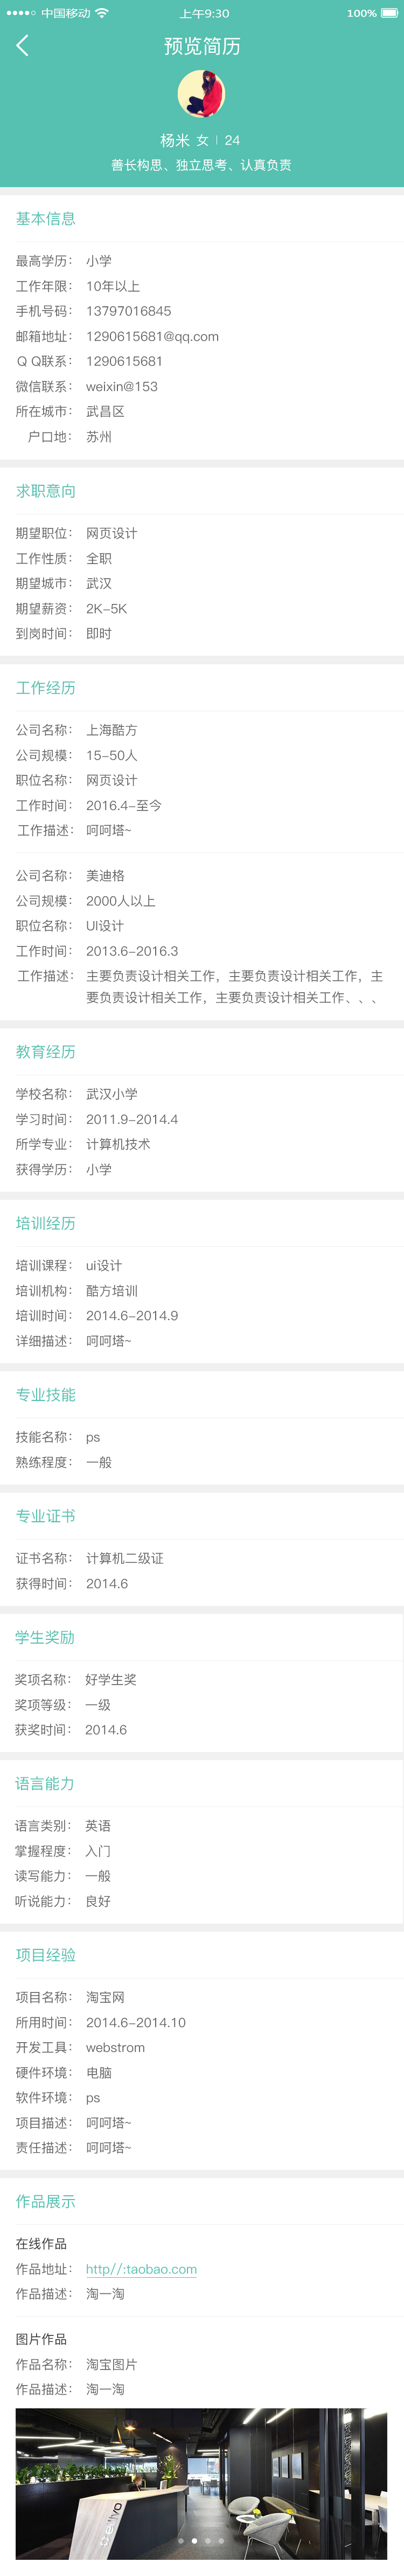 中国移动 上午9:30 100%
预览简历
杨米 女 | 24
善长构思、独立思考、认真负责
基本信息
最高学历： 小学
工作年限： 10年以上
手机号码： 13797016845
邮箱地址： 1290615681@qq.com
Q Q联系： 1290615681
微信联系： weixin@153
所在城市： 武昌区
户口地： 苏州
求职意向
期望职位： 网页设计
工作性质： 全职
期望城市： 武汉
期望薪资： 2K-5K
到岗时间： 即时
工作经历
公司名称： 上海酷方
公司规模： 15-50人
职位名称： 网页设计
工作时间： 2016.4-至今
工作描述： 呵呵塔~
公司名称： 美迪格
公司规模： 2000人以上
职位名称： UI设计
工作时间： 2013.6-2016.3
工作描述： 主要负责设计相关工作，主要负责设计相关工作，主
要负责设计相关工作，主要负责设计相关工作、、、
教育经历
学校名称： 武汉小学
学习时间： 2011.9-2014.4
所学专业： 计算机技术
获得学历： 小学
培训经历
培训课程： ui设计
培训机构： 酷方培训
培训时间： 2014.6-2014.9
详细描述： 呵呵塔~
专业技能
技能名称： ps
熟练程度： 一般
专业证书
证书名称： 计算机二级证
获得时间： 2014.6
学生奖励
奖项名称： 好学生奖
奖项等级： 一级
获奖时间： 2014.6
语言能力
语言类别： 英语
掌握程度： 入门
读写能力： 一般
听说能力： 良好
项目经验
项目名称： 淘宝网
所用时间： 2014.6-2014.10
开发工具： webstrom
硬件环境： 电脑
软件环境： ps
项目描述： 呵呵塔~
责任描述： 呵呵塔~
作品展示
在线作品
作品地址： http//:taobao.com
作品描述： 淘一淘
图片作品
作品名称： 淘宝图片
作品描述： 淘一淘